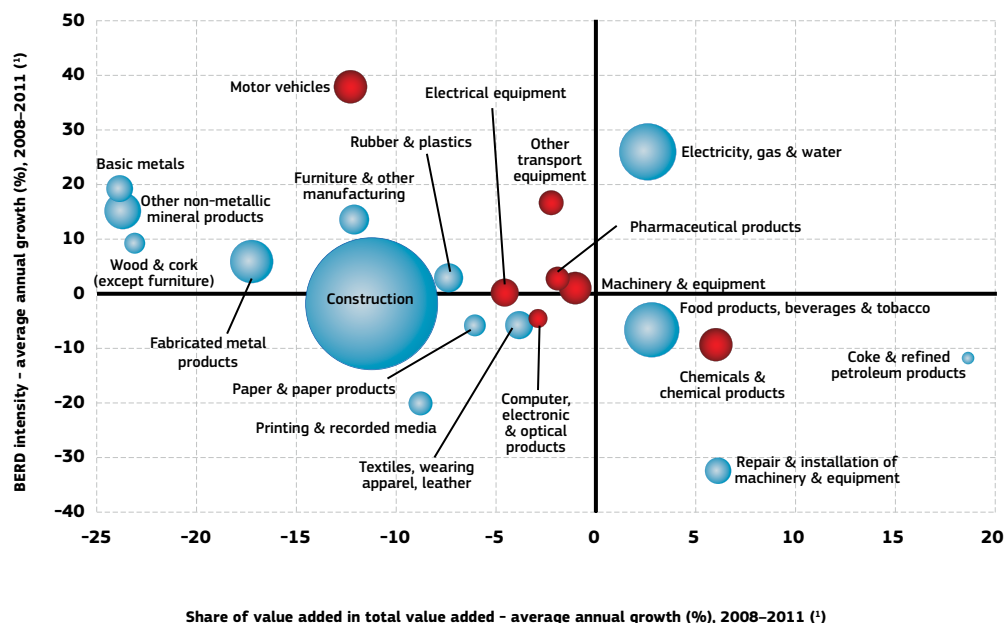 BERD intensity – average annual growth (%), 2008–2011 (¹)
50
40
30
20
10
0
-10
-20
-30
-40
-25
-20
-15
-10
-5
0
5
10
15
20
Motor vehicles
Electrical equipment
Rubber & plastics
Other
transport
equipment
Electricity, gas & water
Basic metals
Furniture & other
manufacturing
Other non-metallic
mineral products
Pharmaceutical products
Wood & cork
(except furniture)
Construction
Machinery & equipment
Food products, beverages & tobacco
Fabricated metal
products
Coke & refined
petroleum products
Paper & paper products
Chemicals &
chemical products
Computer,
electronic
& optical
products
Printing & recorded media
Textiles, wearing
apparel, leather
Repair & installation of
machinery & equipment
Share of value added in total value added – average annual growth (%), 2008–2011 (¹)